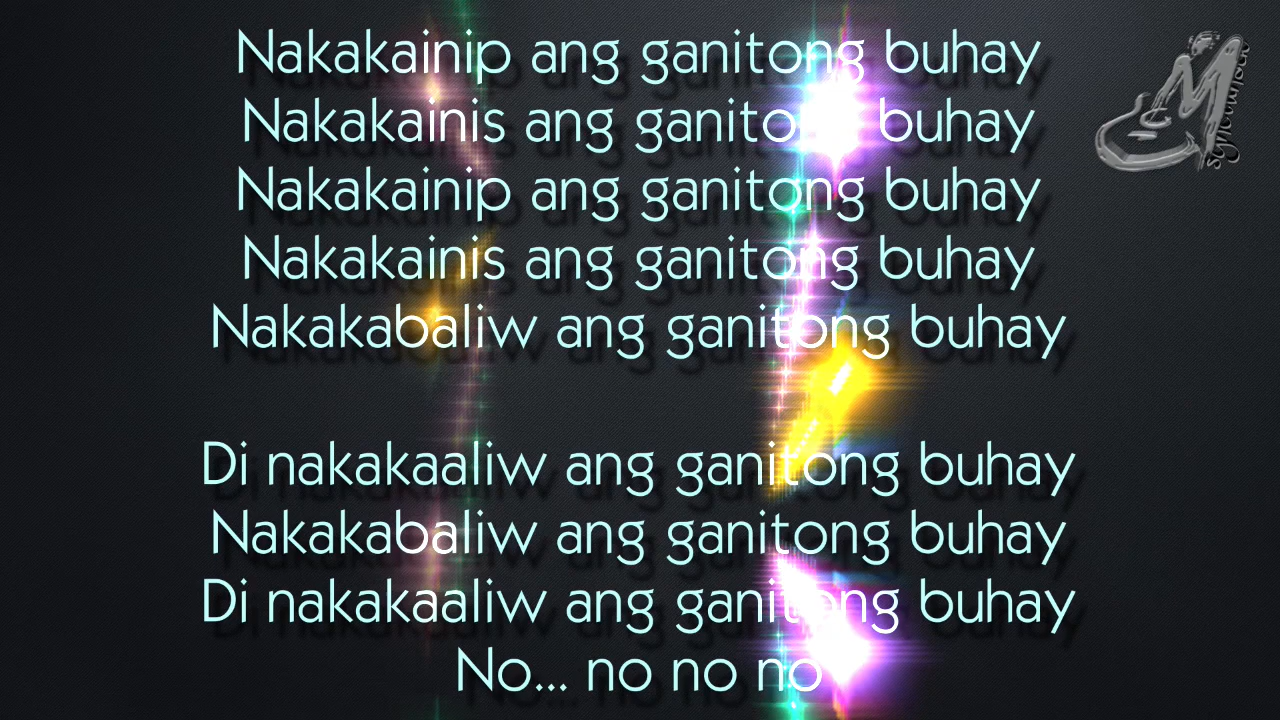 Nakakainip ang ganitong buhay
Nakakainis ang ganitong buhay
Nakakainip ang ganitong buhay
Nakakainis ang ganitong buhay
Nakakabaliw ang ganitong buhay
Di nakakaaliw ang ganitong buhay
Nakakabaliw ang ganitong buhay
Di nakakaaliw ang ganitong buhay
No... no no no